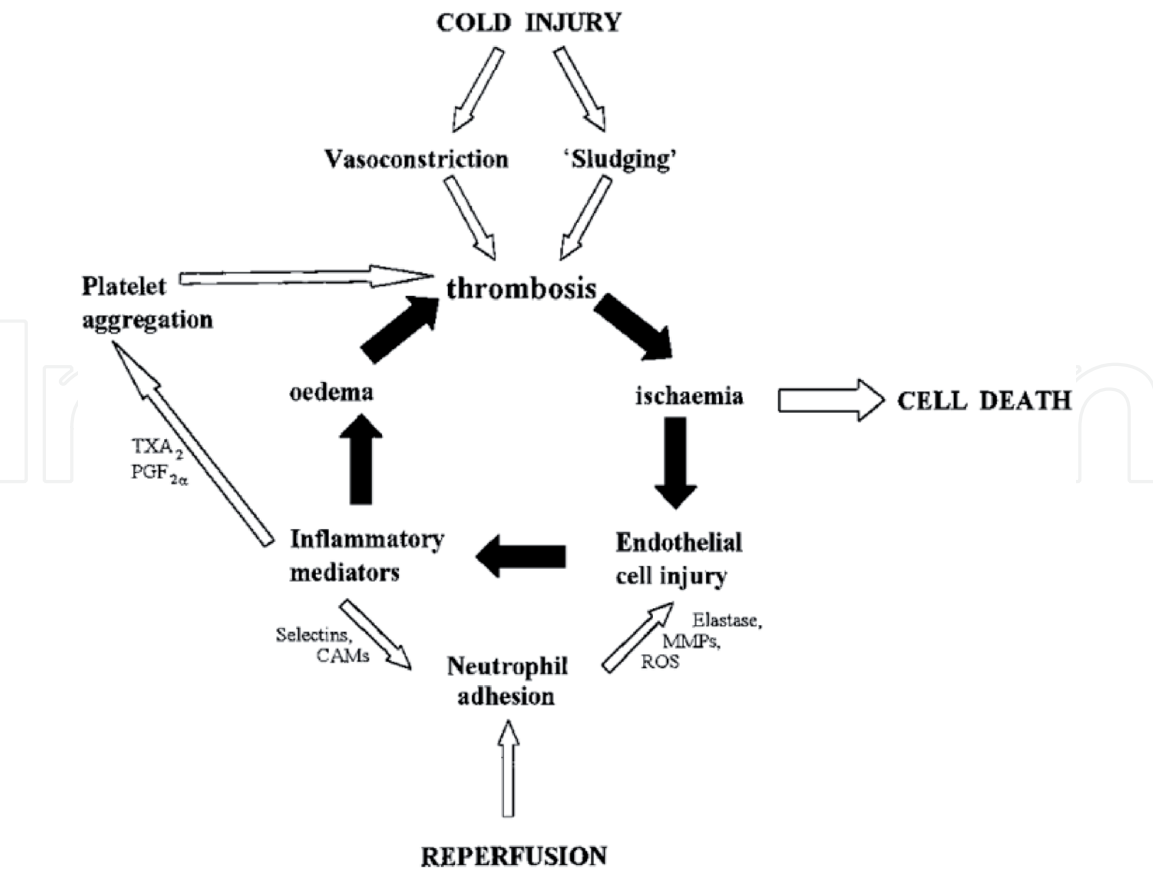 COLD INJURY
Vasoconstriction
‘Sludging’
Platelet
aggregation
thrombosis
oedema
ischaemia
CELL DEATH
TXA₂
PGF₂α
Inflammatory
mediators
Endothelial
cell injury
Selectins,
CAMs
Elastase,
MMPs,
ROS
Neutrophil
adhesion
REPERFUSION